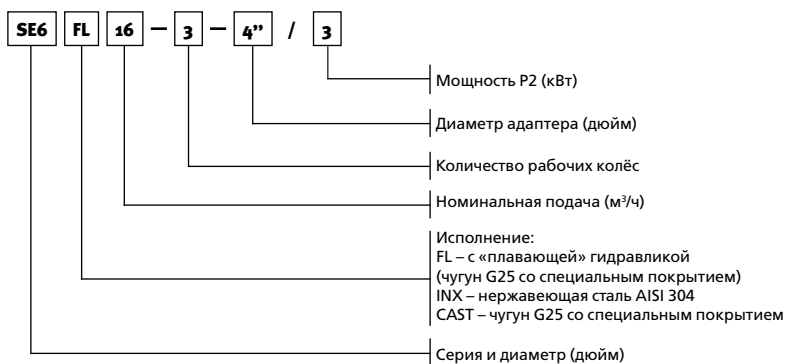 SE6 FL 16 – 3 – 4’’ / 3
Мощность P2 (кВт)
Диаметр адаптера (дюйм)
Количество рабочих колёс
Номинальная подача (м³/ч)
Исполнение:
FL – с «плавающей» гидравликой
(чугун G25 со специальным покрытием)
INX – нержавеющая сталь AISI 304
CAST – чугун G25 со специальным покрытием
Серия и диаметр (дюйм)